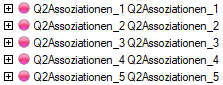 Q2Assoziationen_1 Q2Assoziationen_1
Q2Assoziationen_2 Q2Assoziationen_2
Q2Assoziationen_3 Q2Assoziationen_3
Q2Assoziationen_4 Q2Assoziationen_4
Q2Assoziationen_5 Q2Assoziationen_5